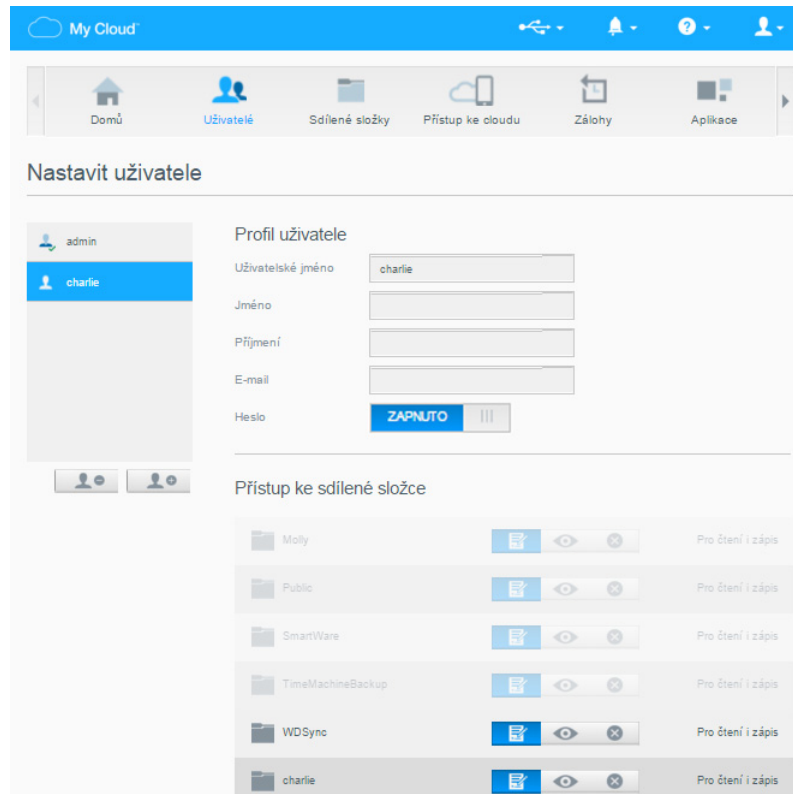 My Cloud™
Domů
Uživatelé
Sdílené složky
Přístup ke cloudu
Zálohy
Aplikace
Nastavit uživatele
admin
charlie
Profil uživatele
Uživatelské jméno
charlie
Jméno
Příjmení
E-mail
Heslo
ZAPNUTO
Přístup ke sdílené složce
Molly
Pro čtení i zápis
Public
Pro čtení i zápis
SmartWare
Pro čtení i zápis
TimeMachineBackup
Pro čtení i zápis
WDSync
Pro čtení i zápis
charlie
Pro čtení i zápis